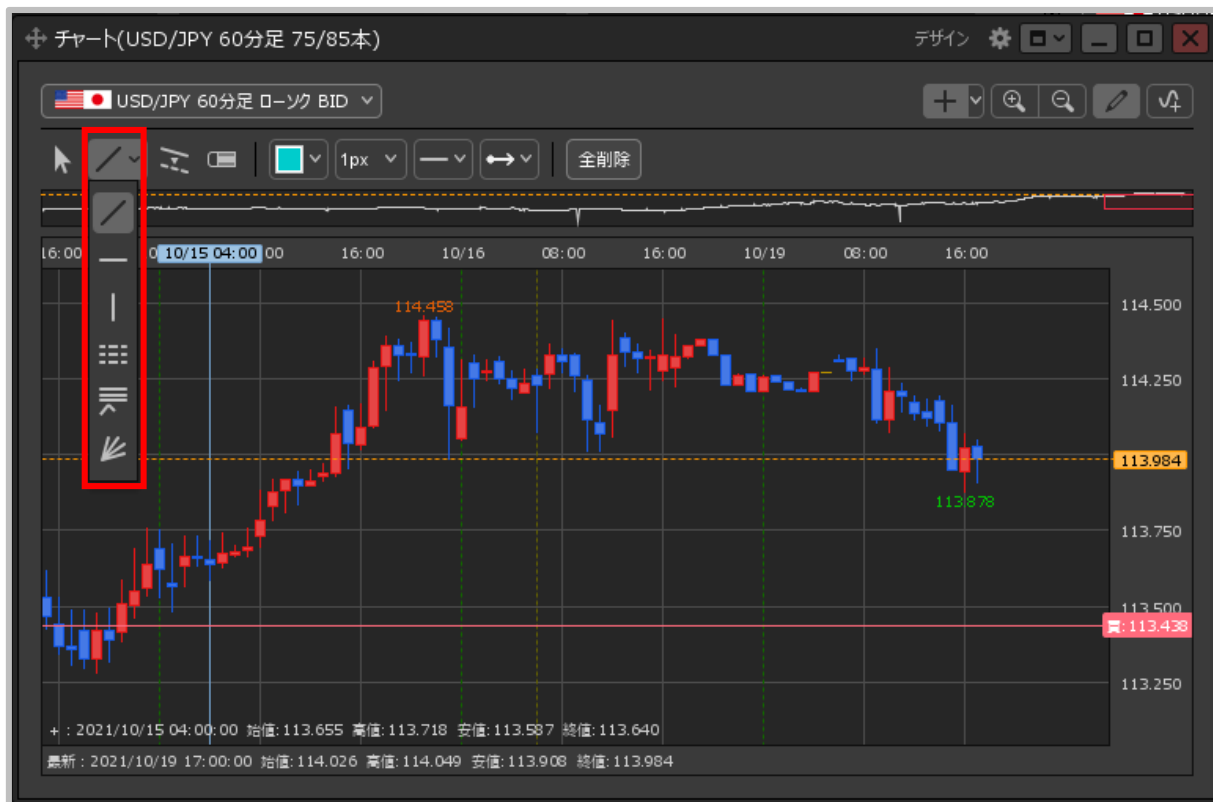 チャート(USD/JPY 60分足 75/85本)
デザイン
USD/JPY 60分足 ローソク BID
1px
全削除
16:00 10/15 04:00 00 16:00 10/16 08:00 16:00 10/19 08:00 16:00
114.458
114.500
114.250
113.984
113.878
113.750
113.500
買:113.438
113.250
+ : 2021/10/15 04:00:00 始値:113.655 高値:113.718 安値:113.587 終値:113.640
最新 : 2021/10/19 17:00:00 始値:114.026 高値:114.049 安値:113.908 終値:113.984